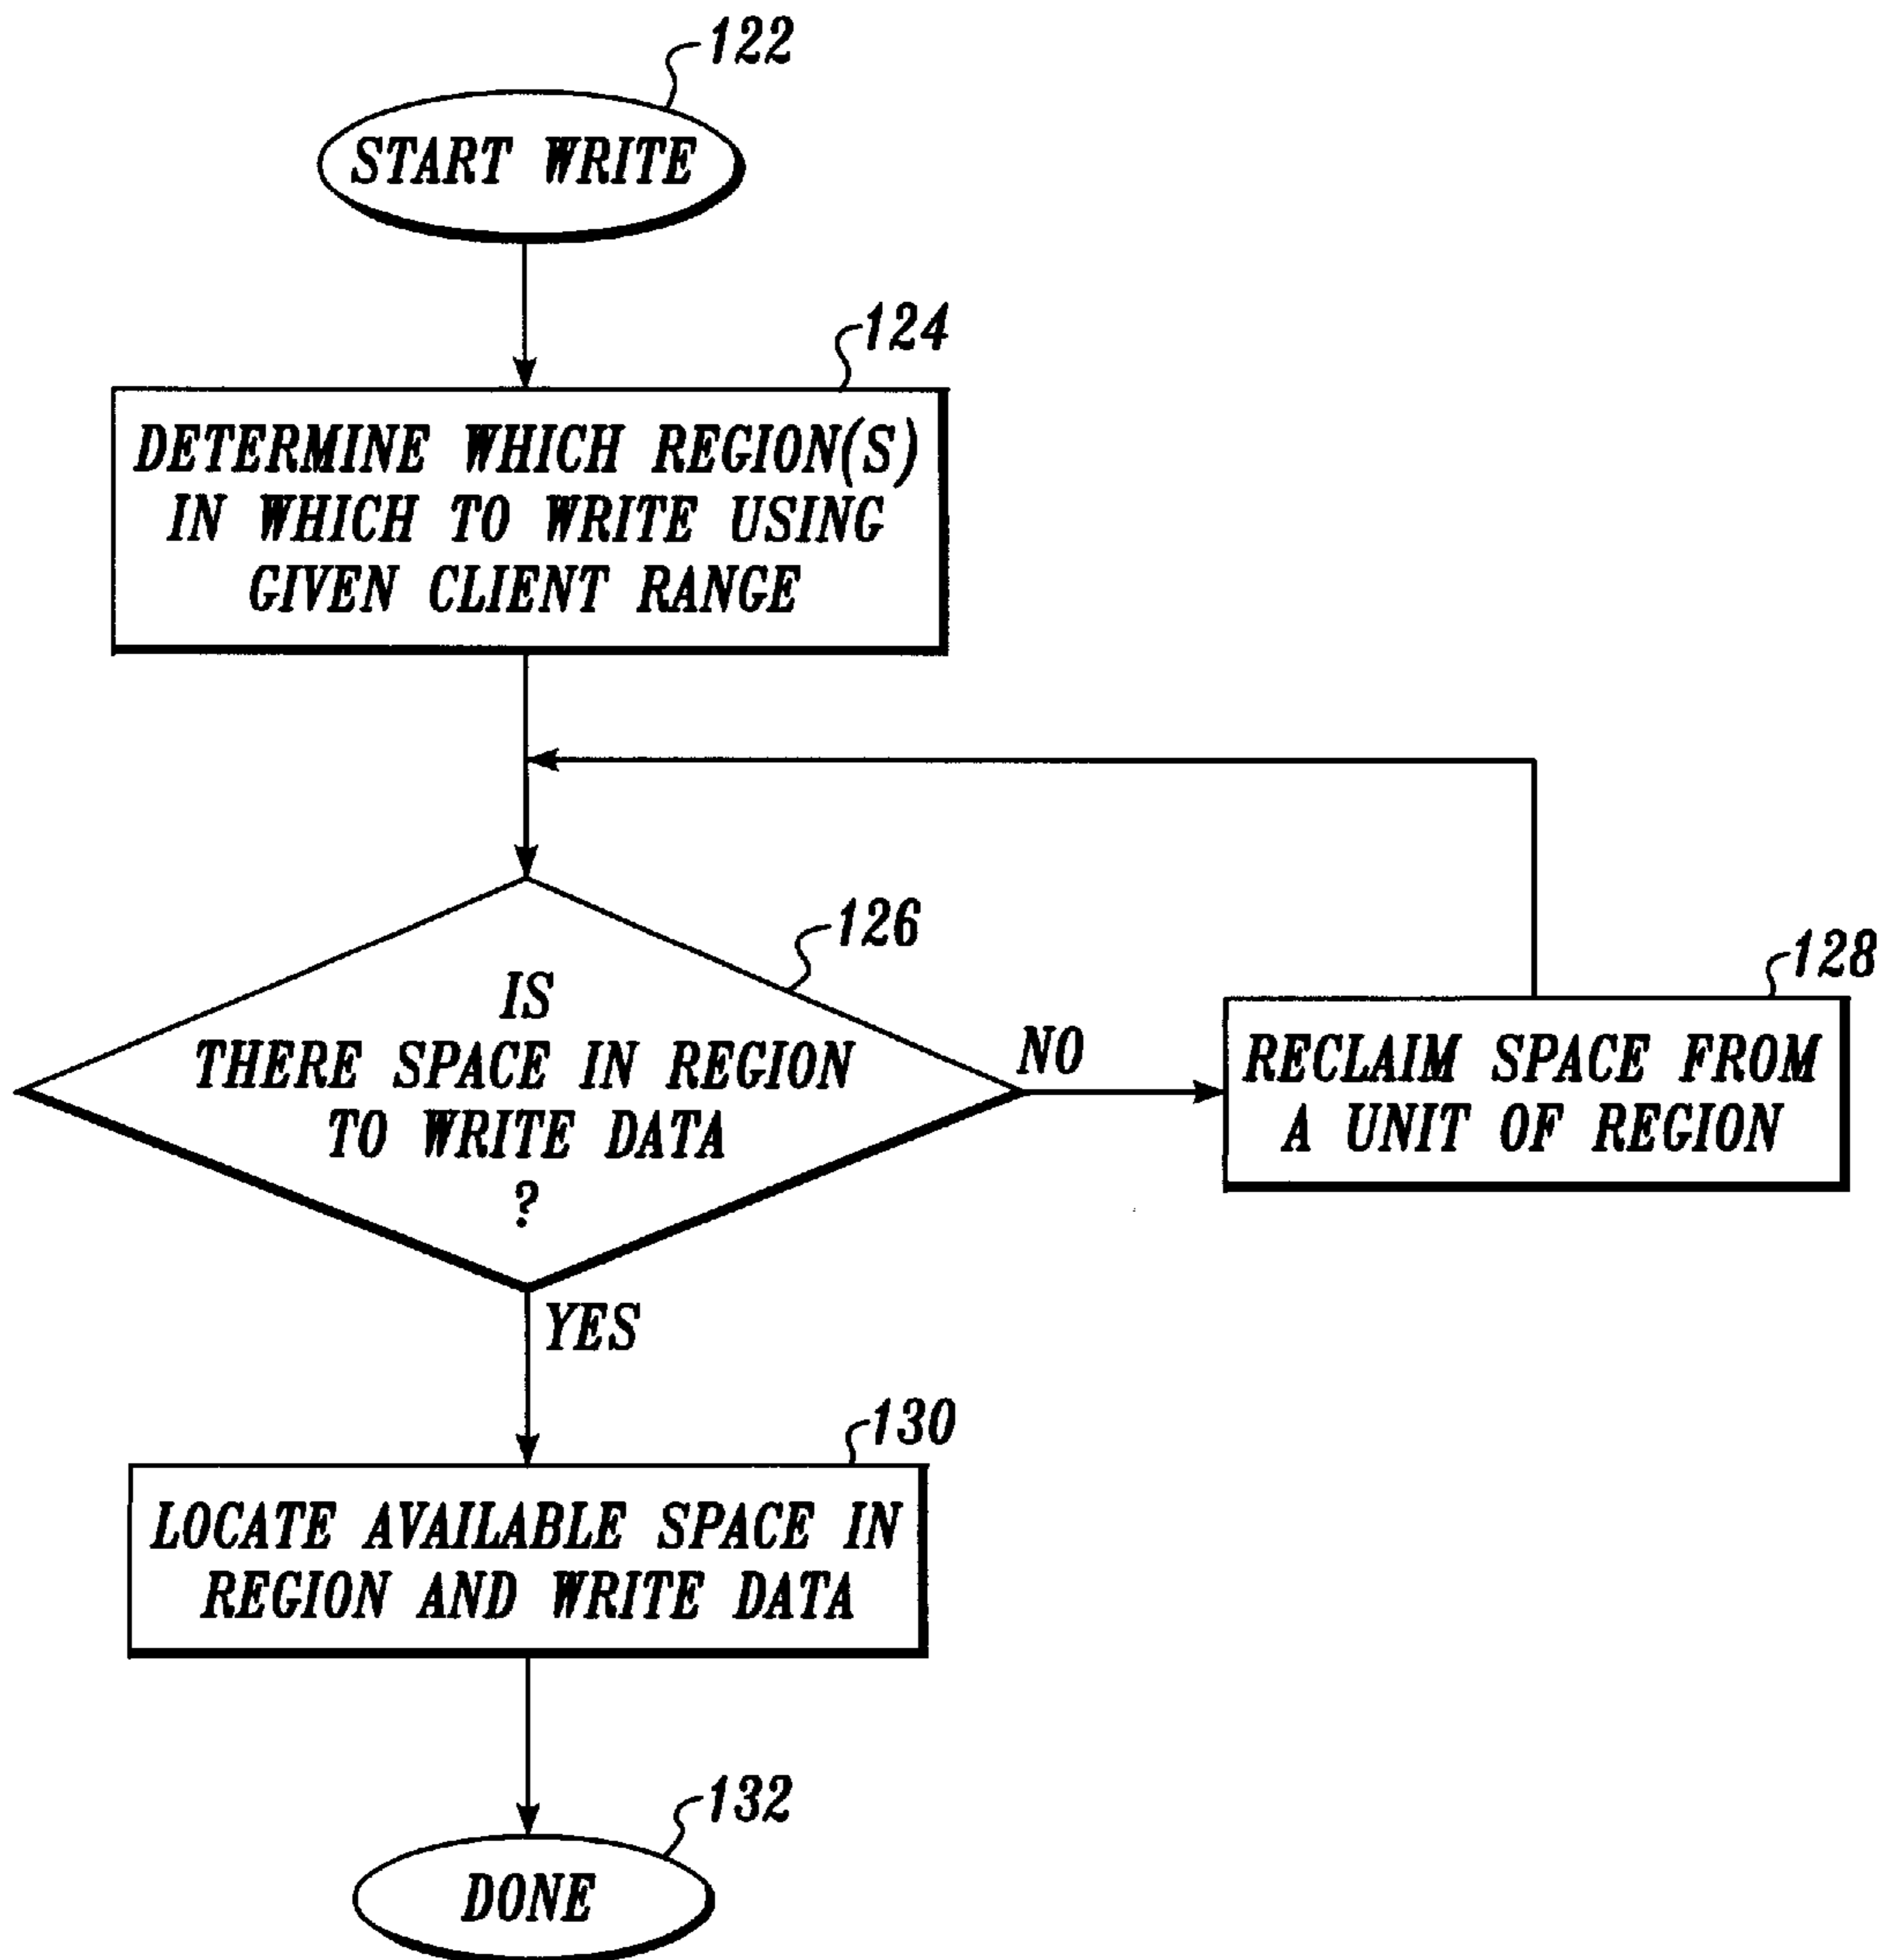 122
START WRITE
124
DETERMINE WHICH REGION(S)
IN WHICH TO WRITE USING
GIVEN CLIENT RANGE
126
IS
THERE SPACE IN REGION
TO WRITE DATA
?
NO
128
RECLAIM SPACE FROM
A UNIT OF REGION
YES
130
LOCATE AVAILABLE SPACE IN
REGION AND WRITE DATA
132
DONE